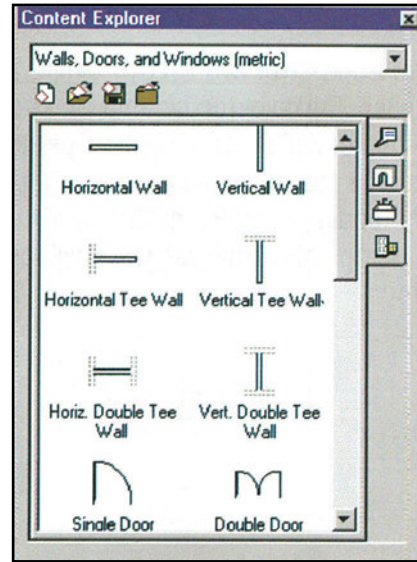 Content Explorer
Walls, Doors, and Windows (metric)
Horizontal Wall
Vertical Wall
Horizontal Tee Wall
Vertical Tee Wall
Horiz. Double Tee
Wall
Vert. Double Tee
Wall
Single Door
Double Door